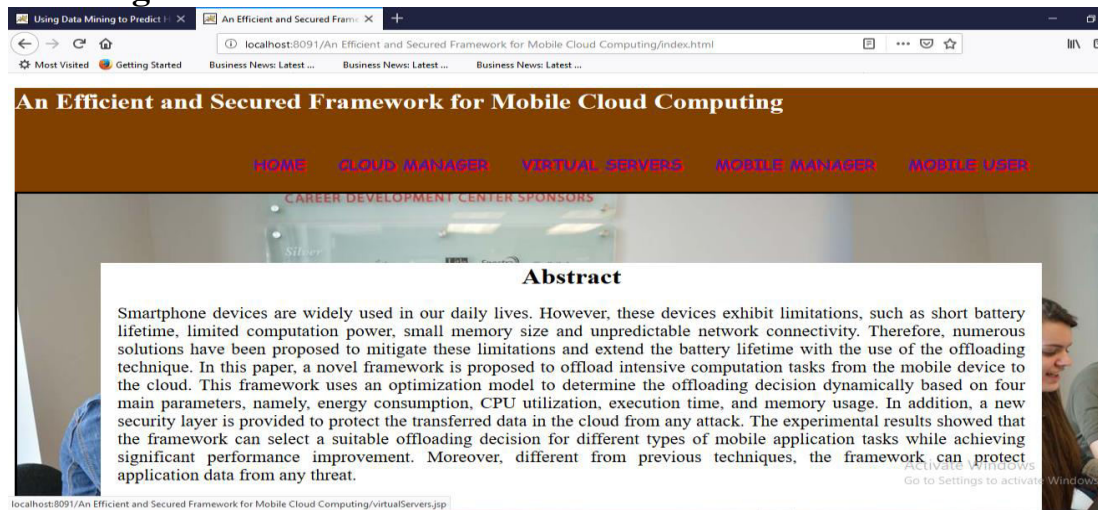 Using Data Mining to Predict H
An Efficient and Secured Frame
localhost:8091/An Efficient and Secured Framework for Mobile Cloud Computing/index.html
Most Visited Getting Started Business News: Latest ... Business News: Latest ... Business News: Latest ...
An Efficient and Secured Framework for Mobile Cloud Computing
HOME CLOUD MANAGER VIRTUAL SERVERS MOBILE MANAGER MOBILE USER
CAREER DEVELOPMENT CENTER SPONSORS
Silver
Abstract
Smartphone devices are widely used in our daily lives. However, these devices exhibit limitations, such as short battery
lifetime, limited computation power, small memory size and unpredictable network connectivity. Therefore, numerous
solutions have been proposed to mitigate these limitations and extend the battery lifetime with the use of the offloading
technique. In this paper, a novel framework is proposed to offload intensive computation tasks from the mobile device to
the cloud. This framework uses an optimization model to determine the offloading decision dynamically based on four
main parameters, namely, energy consumption, CPU utilization, execution time, and memory usage. In addition, a new
security layer is provided to protect the transferred data in the cloud from any attack. The experimental results showed that
the framework can select a suitable offloading decision for different types of mobile application tasks while achieving
significant performance improvement. Moreover, different from previous techniques, the framework can protect
application data from any threat.
Activate Windows
Go to Settings to activate Windows
localhost:8091/An Efficient and Secured Framework for Mobile Cloud Computing/virtualServers.jsp